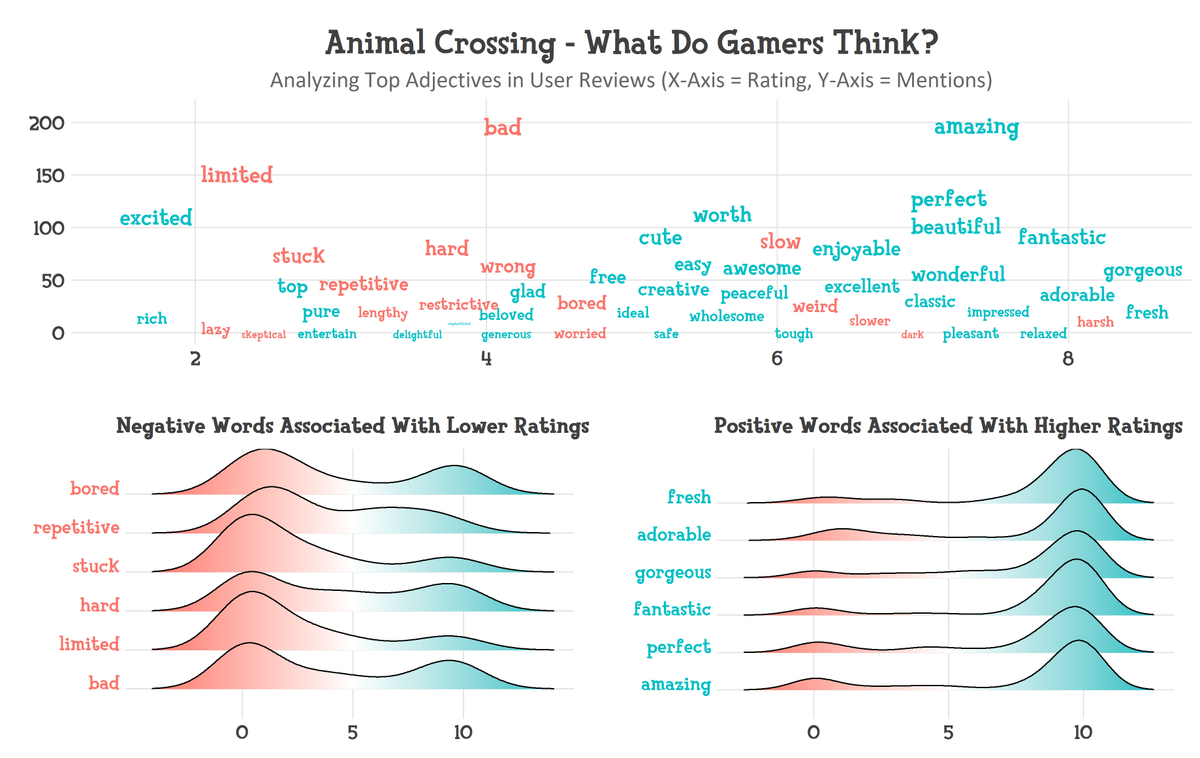 Animal Crossing - What Do Gamers Think?
Analyzing Top Adjectives in User Reviews (X-Axis = Rating, Y-Axis = Mentions)
200 bad amazing
150 limited
perfect
excited worth
100 beautiful
cute slow fantastic
stuck hard enjoyable
wrong easy awesome gorgeous
50 top repetitive free wonderful
glad creative peaceful excellent adorable
pure lengthy restrictive bored weird classic
rich beloved ideal wholesome slower impressed harsh fresh
0 lazy skeptical entertain delightful generous worried safe tough dark pleasant relaxed
2 4 6 8
Negative Words Associated With Lower Ratings
bored
repetitive
stuck
hard
limited
bad
0 5 10
Positive Words Associated With Higher Ratings
fresh
adorable
gorgeous
fantastic
perfect
amazing
0 5 10